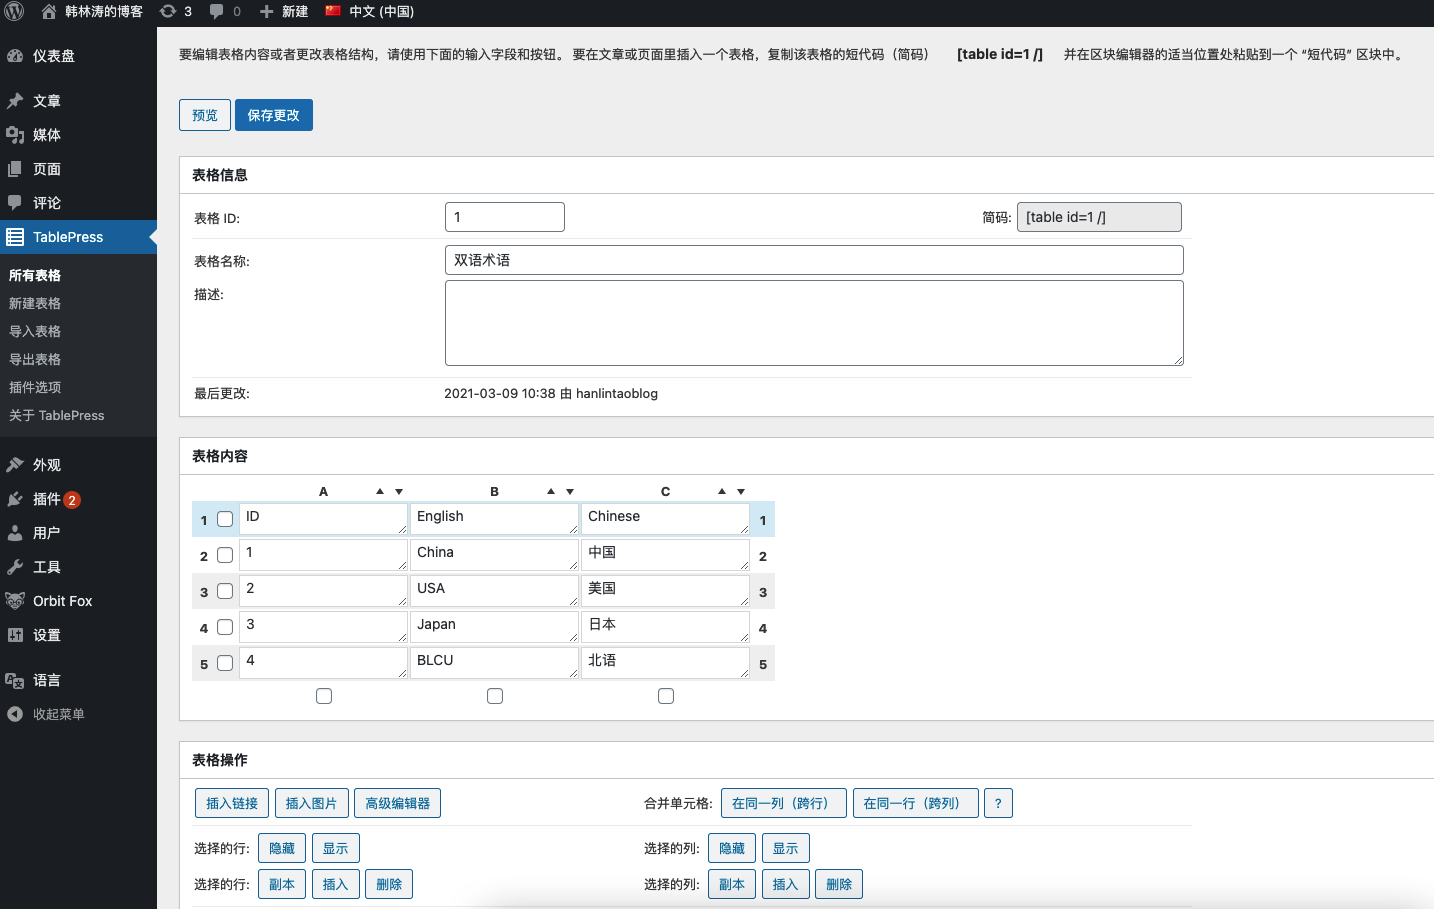 韩林涛的博客 3 0 新建 中文 (中国)
仪表盘
文章
媒体
页面
评论
TablePress
所有表格
新建表格
导入表格
导出表格
插件选项
关于 TablePress
外观
插件 2
用户
工具
Orbit Fox
设置
语言
收起菜单
要编辑表格内容或者更改表格结构，请使用下面的输入字段和按钮。 要在文章或页面里插入一个表格，复制该表格的短代码（简码） [table id=1 /] 并在区块编辑器的适当位置处粘贴到一个 “短代码” 区块中。
预览 保存更改
表格信息
表格 ID: 1 简码: [table id=1 /]
表格名称: 双语术语
描述:
最后更改: 2021-03-09 10:38 由 hanlintaoblog
表格内容
A B C
1 ID English Chinese 1
2 1 China 中国 2
3 2 USA 美国 3
4 3 Japan 日本 4
5 4 BLCU 北语 5
表格操作
插入链接 插入图片 高级编辑器 合并单元格: 在同一列（跨行） 在同一行（跨列） ?
选择的行: 隐藏 显示 选择的列: 隐藏 显示
选择的行: 副本 插入 删除 选择的列: 副本 插入 删除